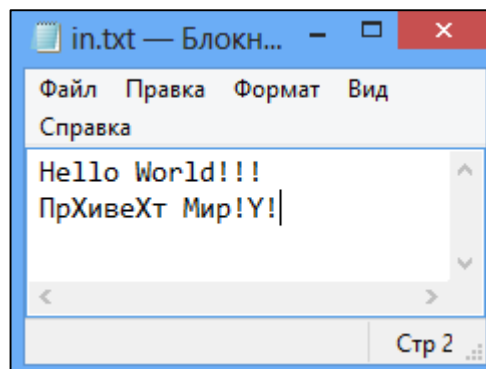 in.txt — Блокн...
Файл Правка Формат Вид
Справка
Hello World!!!
ПрХивеХт Мир!Y!
Стр 2